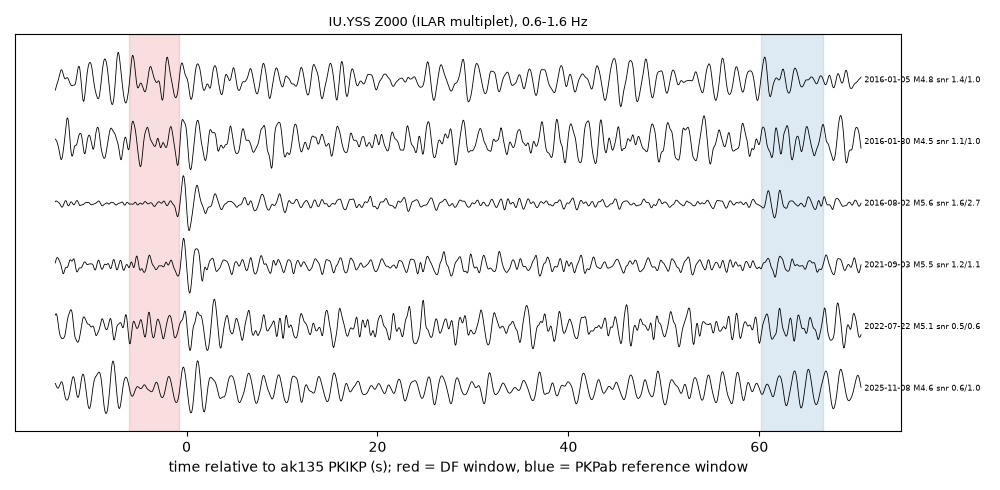 IU.YSS Z000 (ILAR multiplet), 0.6-1.6 Hz
2016-01-05 M4.8 snr 1.4/1.0
2016-01-30 M4.5 snr 1.1/1.0
2016-08-02 M5.6 snr 1.6/2.7
2021-09-03 M5.5 snr 1.2/1.1
2022-07-22 M5.1 snr 0.5/0.6
2025-11-08 M4.6 snr 0.6/1.0
0 20 40 60
time relative to ak135 PKIKP (s); red = DF window, blue = PKPab reference window